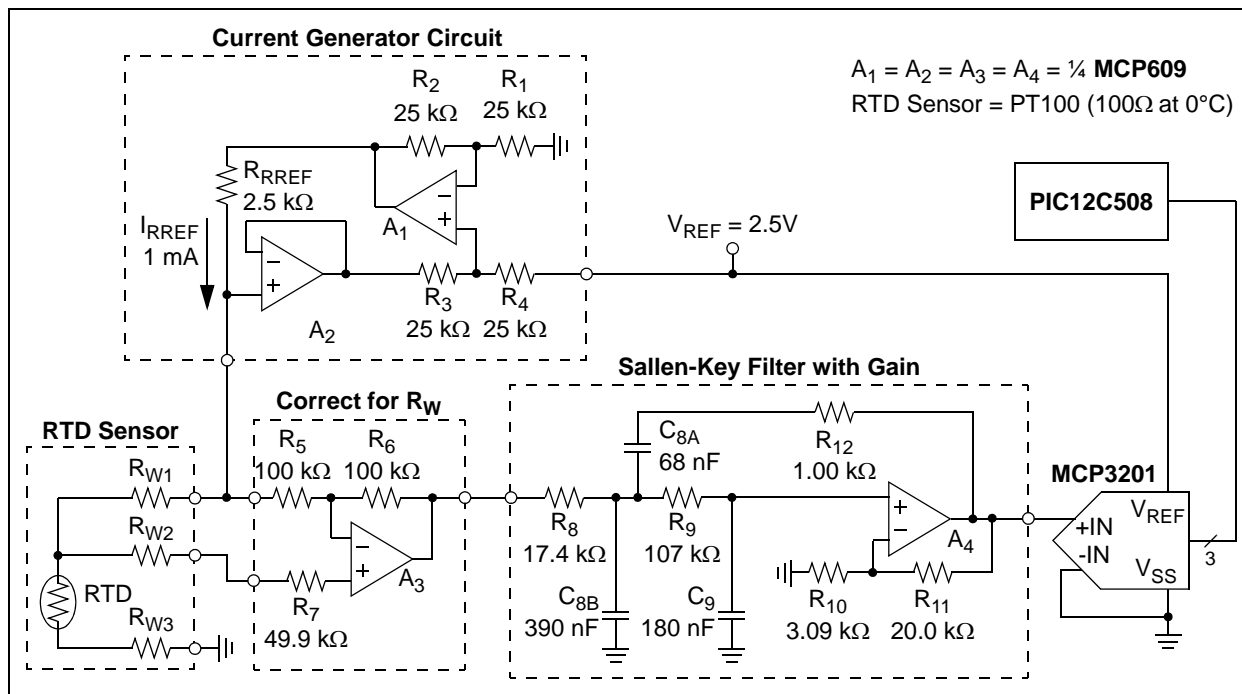 Current Generator Circuit
A1 = A2 = A3 = A4 = ¼ MCP609
RTD Sensor = PT100 (100Ω at 0°C)
R2
25 kΩ
R1
25 kΩ
RRREF
2.5 kΩ
IRREF
1 mA
A1
A2
R3
25 kΩ
R4
25 kΩ
VREF = 2.5V
PIC12C508
RTD Sensor
RW1
RW2
RTD
RW3
Correct for RW
R5
100 kΩ
R6
100 kΩ
R7
49.9 kΩ
A3
Sallen-Key Filter with Gain
C8A
68 nF
R12
1.00 kΩ
R8
17.4 kΩ
R9
107 kΩ
C8B
390 nF
C9
180 nF
A4
R10
3.09 kΩ
R11
20.0 kΩ
MCP3201
+IN
-IN
VREF
VSS
3